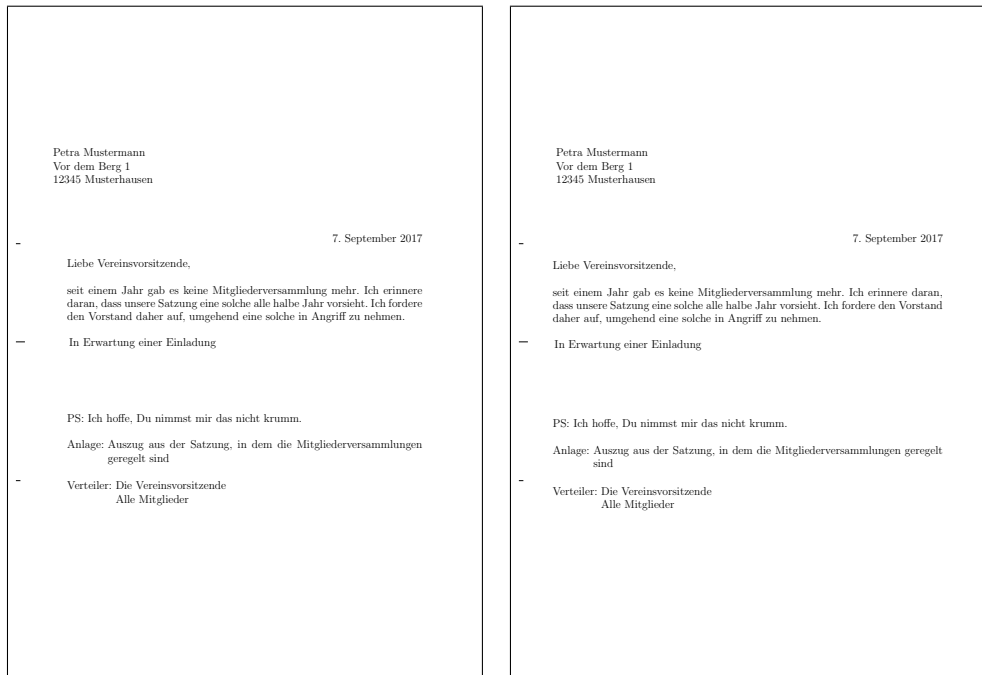 Petra Mustermann
Vor dem Berg 1
12345 Musterhausen
7. September 2017
Liebe Vereinsvorsitzende,
seit einem Jahr gab es keine Mitgliederversammlung mehr. Ich erinnere
daran, dass unsere Satzung eine solche alle halbe Jahr vorsieht. Ich fordere
den Vorstand daher auf, umgehend eine solche in Angriff zu nehmen.
In Erwartung einer Einladung
PS: Ich hoffe, Du nimmst mir das nicht krumm.
Anlage: Auszug aus der Satzung, in dem die Mitgliederversammlungen
geregelt sind
Verteiler: Die Vereinsvorsitzende
Alle Mitglieder
Petra Mustermann
Vor dem Berg 1
12345 Musterhausen
7. September 2017
Liebe Vereinsvorsitzende,
seit einem Jahr gab es keine Mitgliederversammlung mehr. Ich erinnere daran,
dass unsere Satzung eine solche alle halbe Jahr vorsieht. Ich fordere den Vorstand
daher auf, umgehend eine solche in Angriff zu nehmen.
In Erwartung einer Einladung
PS: Ich hoffe, Du nimmst mir das nicht krumm.
Anlage: Auszug aus der Satzung, in dem die Mitgliederversammlungen geregelt
sind
Verteiler: Die Vereinsvorsitzende
Alle Mitglieder